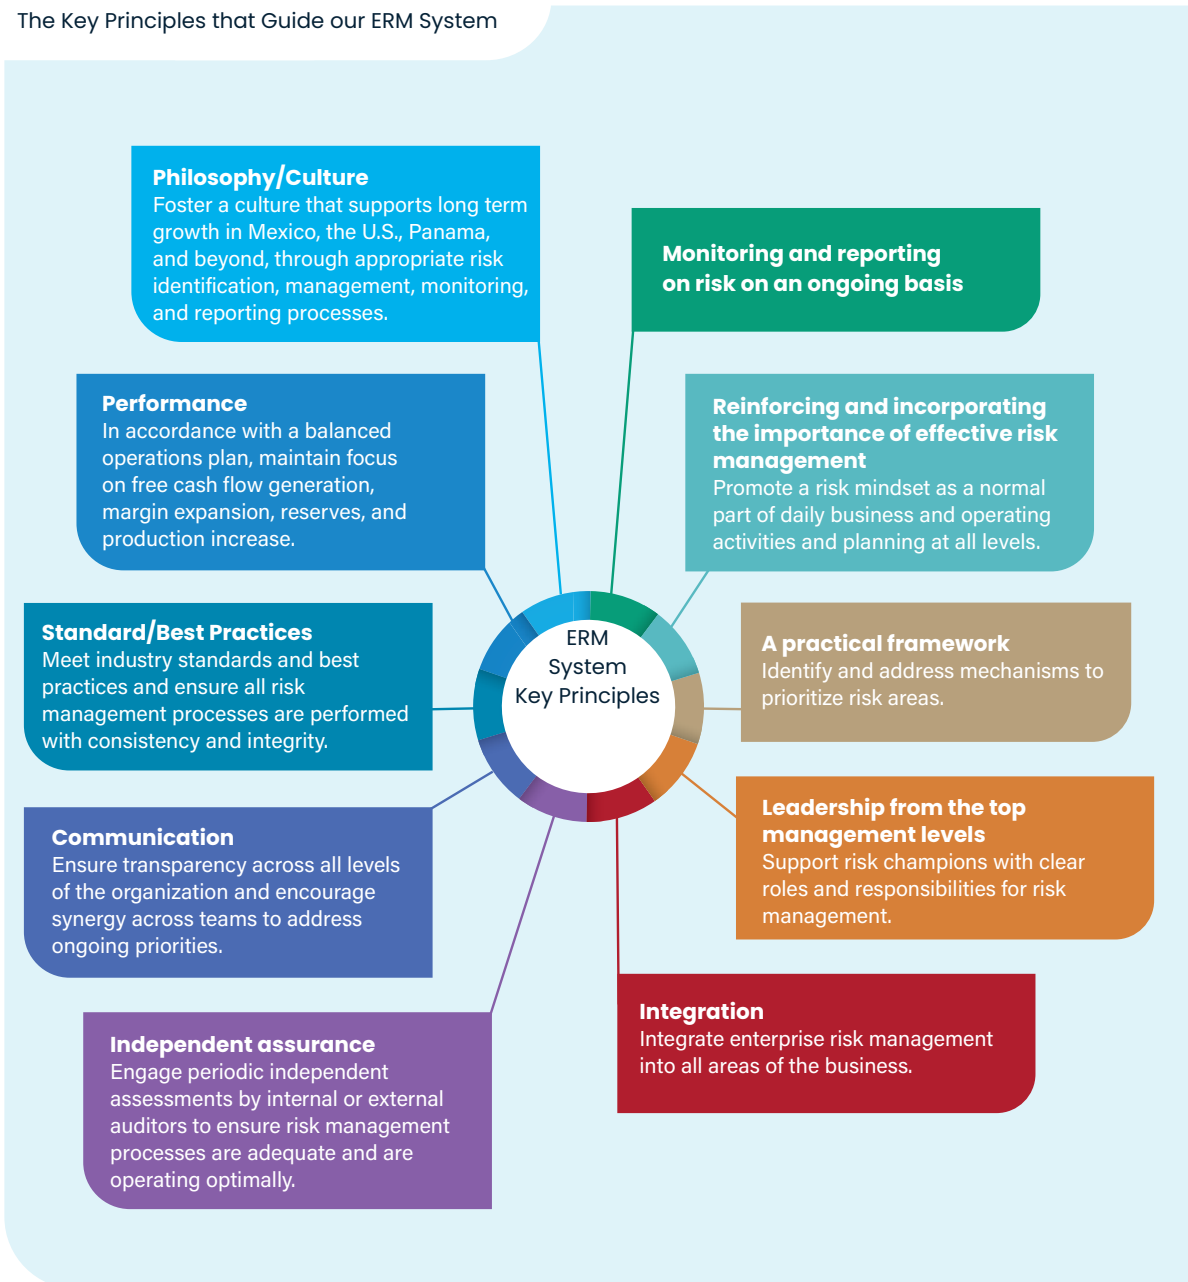 The Key Principles that Guide our ERM System
Philosophy/Culture
Foster a culture that supports long term
growth in Mexico, the U.S., Panama,
and beyond, through appropriate risk
identification, management, monitoring,
and reporting processes.
Monitoring and reporting
on risk on an ongoing basis
Performance
In accordance with a balanced
operations plan, maintain focus
on free cash flow generation,
margin expansion, reserves, and
production increase.
Reinforcing and incorporating
the importance of effective risk
management
Promote a risk mindset as a normal
part of daily business and operating
activities and planning at all levels.
Standard/Best Practices
Meet industry standards and best
practices and ensure all risk
management processes are performed
with consistency and integrity.
ERM
System
Key Principles
A practical framework
Identify and address mechanisms to
prioritize risk areas.
Communication
Ensure transparency across all levels
of the organization and encourage
synergy across teams to address
ongoing priorities.
Leadership from the top
management levels
Support risk champions with clear
roles and responsibilities for risk
management.
Independent assurance
Engage periodic independent
assessments by internal or external
auditors to ensure risk management
processes are adequate and are
operating optimally.
Integration
Integrate enterprise risk management
into all areas of the business.